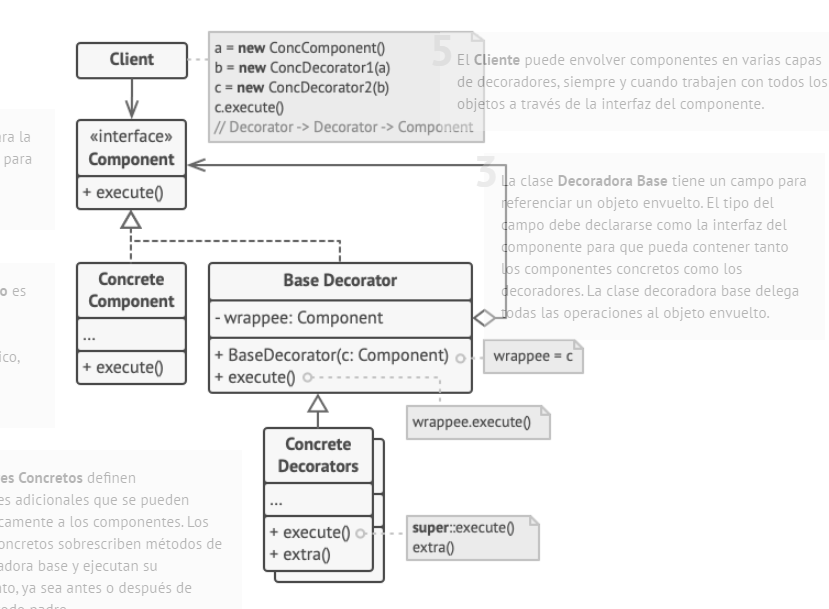 Client
a = new ConcComponent()
b = new ConcDecorator1(a)
c = new ConcDecorator2(b)
c.execute()
// Decorator -> Decorator -> Component
5
El Cliente puede envolver componentes en varias capas
de decoradores, siempre y cuando trabajen con todos los
objetos a través de la interfaz del componente.
«interface»
Component
+ execute()
ra la
para
3
La clase Decoradora Base tiene un campo para
referenciar un objeto envuelto. El tipo del
campo debe declararse como la interfaz del
componente para que pueda contener tanto
los componentes concretos como los
decoradores. La clase decoradora base delega
todas las operaciones al objeto envuelto.
o es
ico,
Concrete
Component
...
+ execute()
Base Decorator
- wrappee: Component
+ BaseDecorator(c: Component)
+ execute()
wrappee = c
wrappee.execute()
Concrete
Decorators
...
+ execute()
+ extra()
super::execute()
extra()
es Concretos definen
es adicionales que se pueden
icamente a los componentes. Los
oncretos sobrescriben métodos de
adora base y ejecutan su
nto, ya sea antes o después de